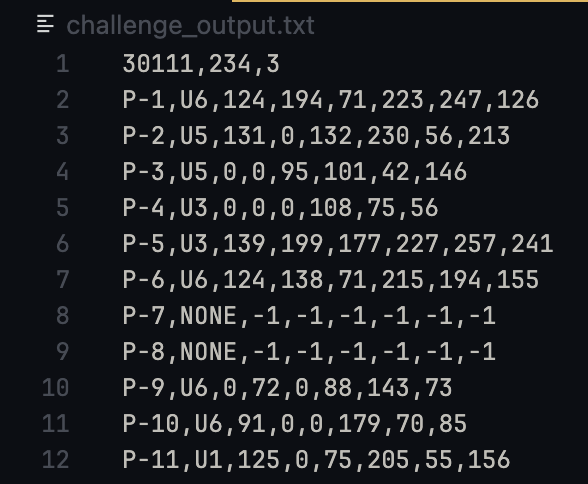 challenge_output.txt
1 30111,234,3
2 P-1,U6,124,194,71,223,247,126
3 P-2,U5,131,0,132,230,56,213
4 P-3,U5,0,0,95,101,42,146
5 P-4,U3,0,0,0,108,75,56
6 P-5,U3,139,199,177,227,257,241
7 P-6,U6,124,138,71,215,194,155
8 P-7,NONE,-1,-1,-1,-1,-1,-1
9 P-8,NONE,-1,-1,-1,-1,-1,-1
10 P-9,U6,0,72,0,88,143,73
11 P-10,U6,91,0,0,179,70,85
12 P-11,U1,125,0,75,205,55,156